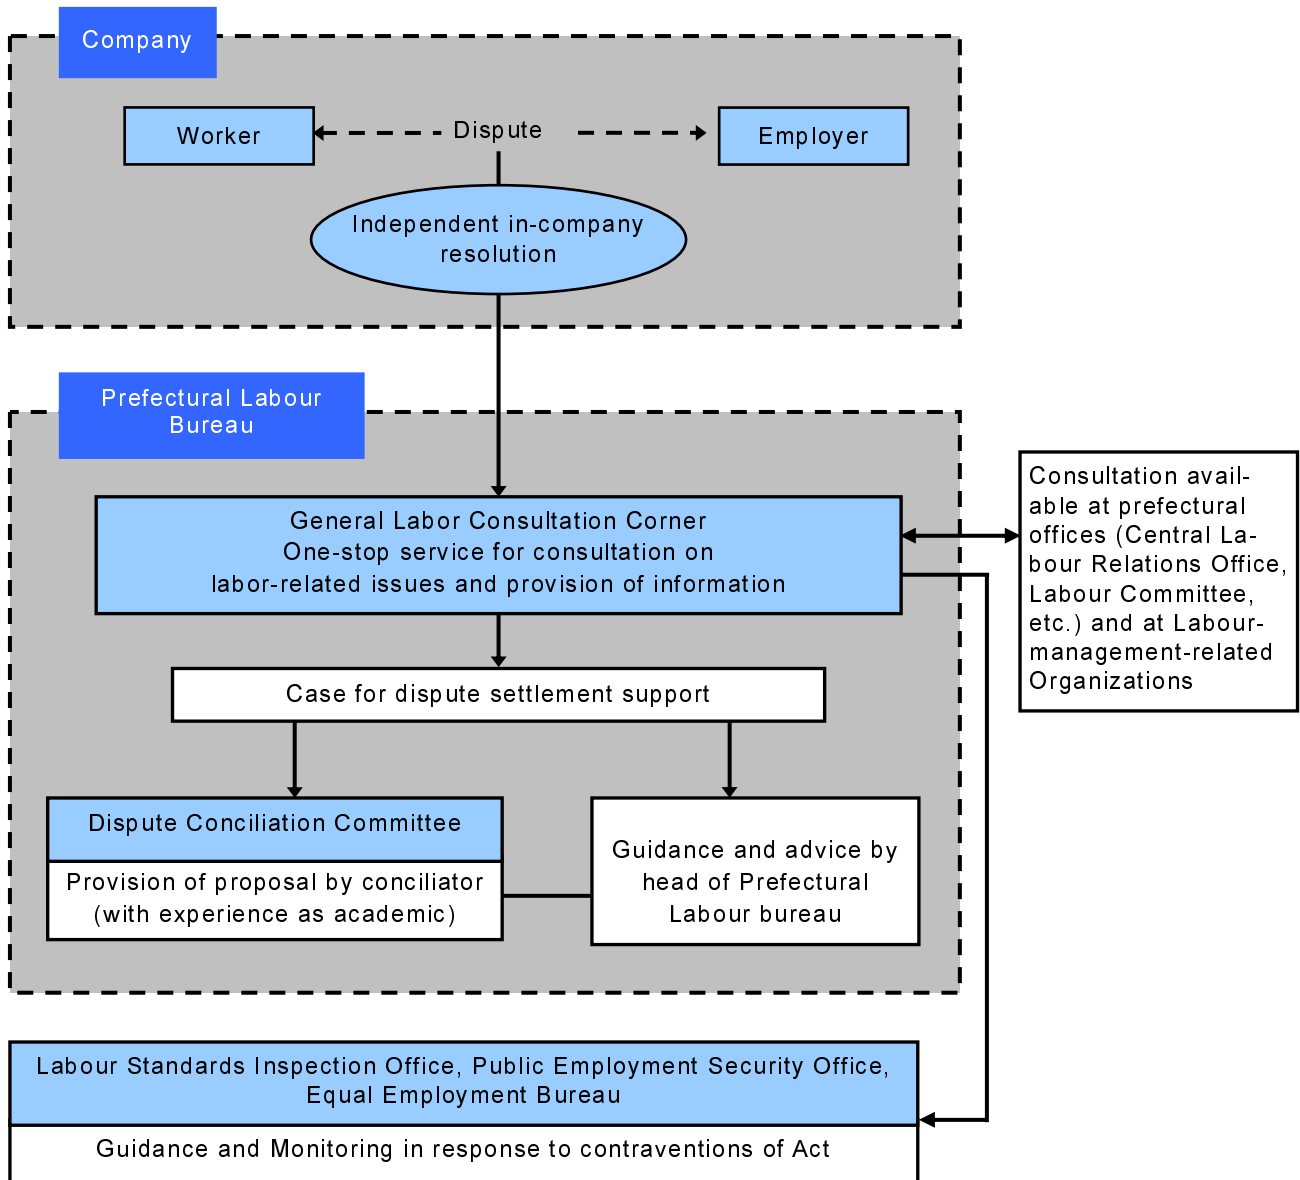 Company
Worker
Dispute
Employer
Independent in-company
resolution
Prefectural Labour
Bureau
General Labor Consultation Corner
One-stop service for consultation on
labor-related issues and provision of information
Consultation avail-
able at prefectural
offices (Central La-
bour Relations Office,
Labour Committee,
etc.) and at Labour-
management-related
Organizations
Case for dispute settlement support
Dispute Conciliation Committee
Provision of proposal by conciliator
(with experience as academic)
Guidance and advice by
head of Prefectural
Labour bureau
Labour Standards Inspection Office, Public Employment Security Office,
Equal Employment Bureau
Guidance and Monitoring in response to contraventions of Act